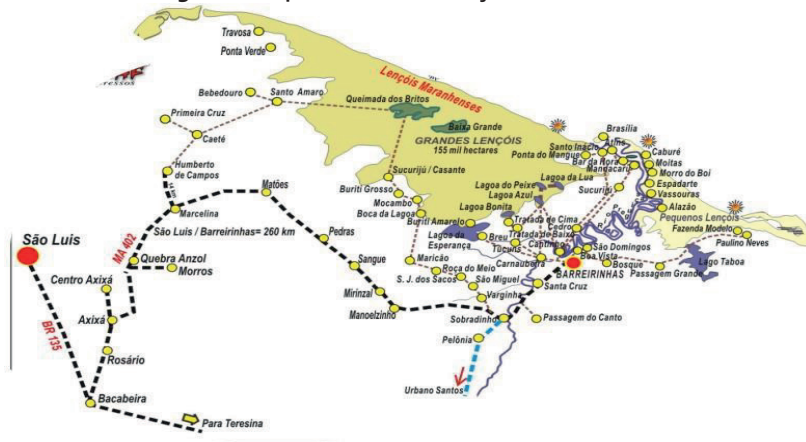 Travosa
Ponta Verde
Lençóis Maranhenses
Bebedouro
Santo Amaro
Queimada dos Britos
Primeira Cruz
Baixa Grande
GRANDES LENÇÓIS
155 mil hectares
Caeté
Brasília
Santo Inácio
Atins
Ponta do Mangue
Caburé
Bar da Hora
Moitas
Mandacaru
Morro do Boi
Humberto
de Campos
Sucurijú / Cassante
Lagoa da Lua
Espadarte
Lagoa do Peixe
Sucurijú
Vassouras
Matões
Buriti Grosso
Lagoa Azul
14 km
Mocambo
Lagoa Bonita
Alazão
Marcelina
Boca da Lagoa
Pequenos Lençóis
Buriti Amarelo
Tratada de Cima
Cedro
Fazenda Modelo
São Luis / Barreirinhas= 260 km
Lagoa da
Esperança
Breu
Tratada de Baixo
Paulino Neves
São Luis
MA 402
Pedras
Tucuns
Cantinho
São Domingos
Boa Vista
Quebra Anzol
Sangue
Maricão
Carnaubeira
BARREIRINHAS
Bosque
Lago Taboa
Morros
Boca do Meio
Passagem Grande
Centro Axixá
S. J. dos Sacos
São Miguel
Santa Cruz
Mirinzal
Varginha
Manoelzinho
Axixá
Sobradinho
Passagem do Canto
BR 135
Pelônia
Rosário
Urbano Santos
Bacabeira
Para Teresina